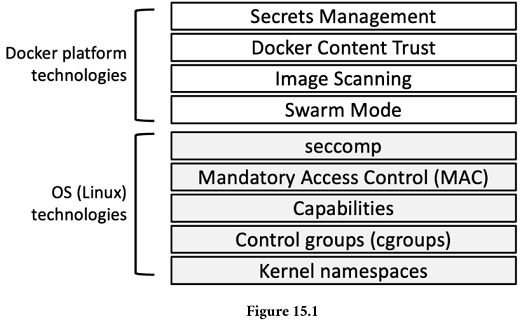 Docker platform
technologies
Secrets Management
Docker Content Trust
Image Scanning
Swarm Mode
OS (Linux)
technologies
seccomp
Mandatory Access Control (MAC)
Capabilities
Control groups (cgroups)
Kernel namespaces
Figure 15.1